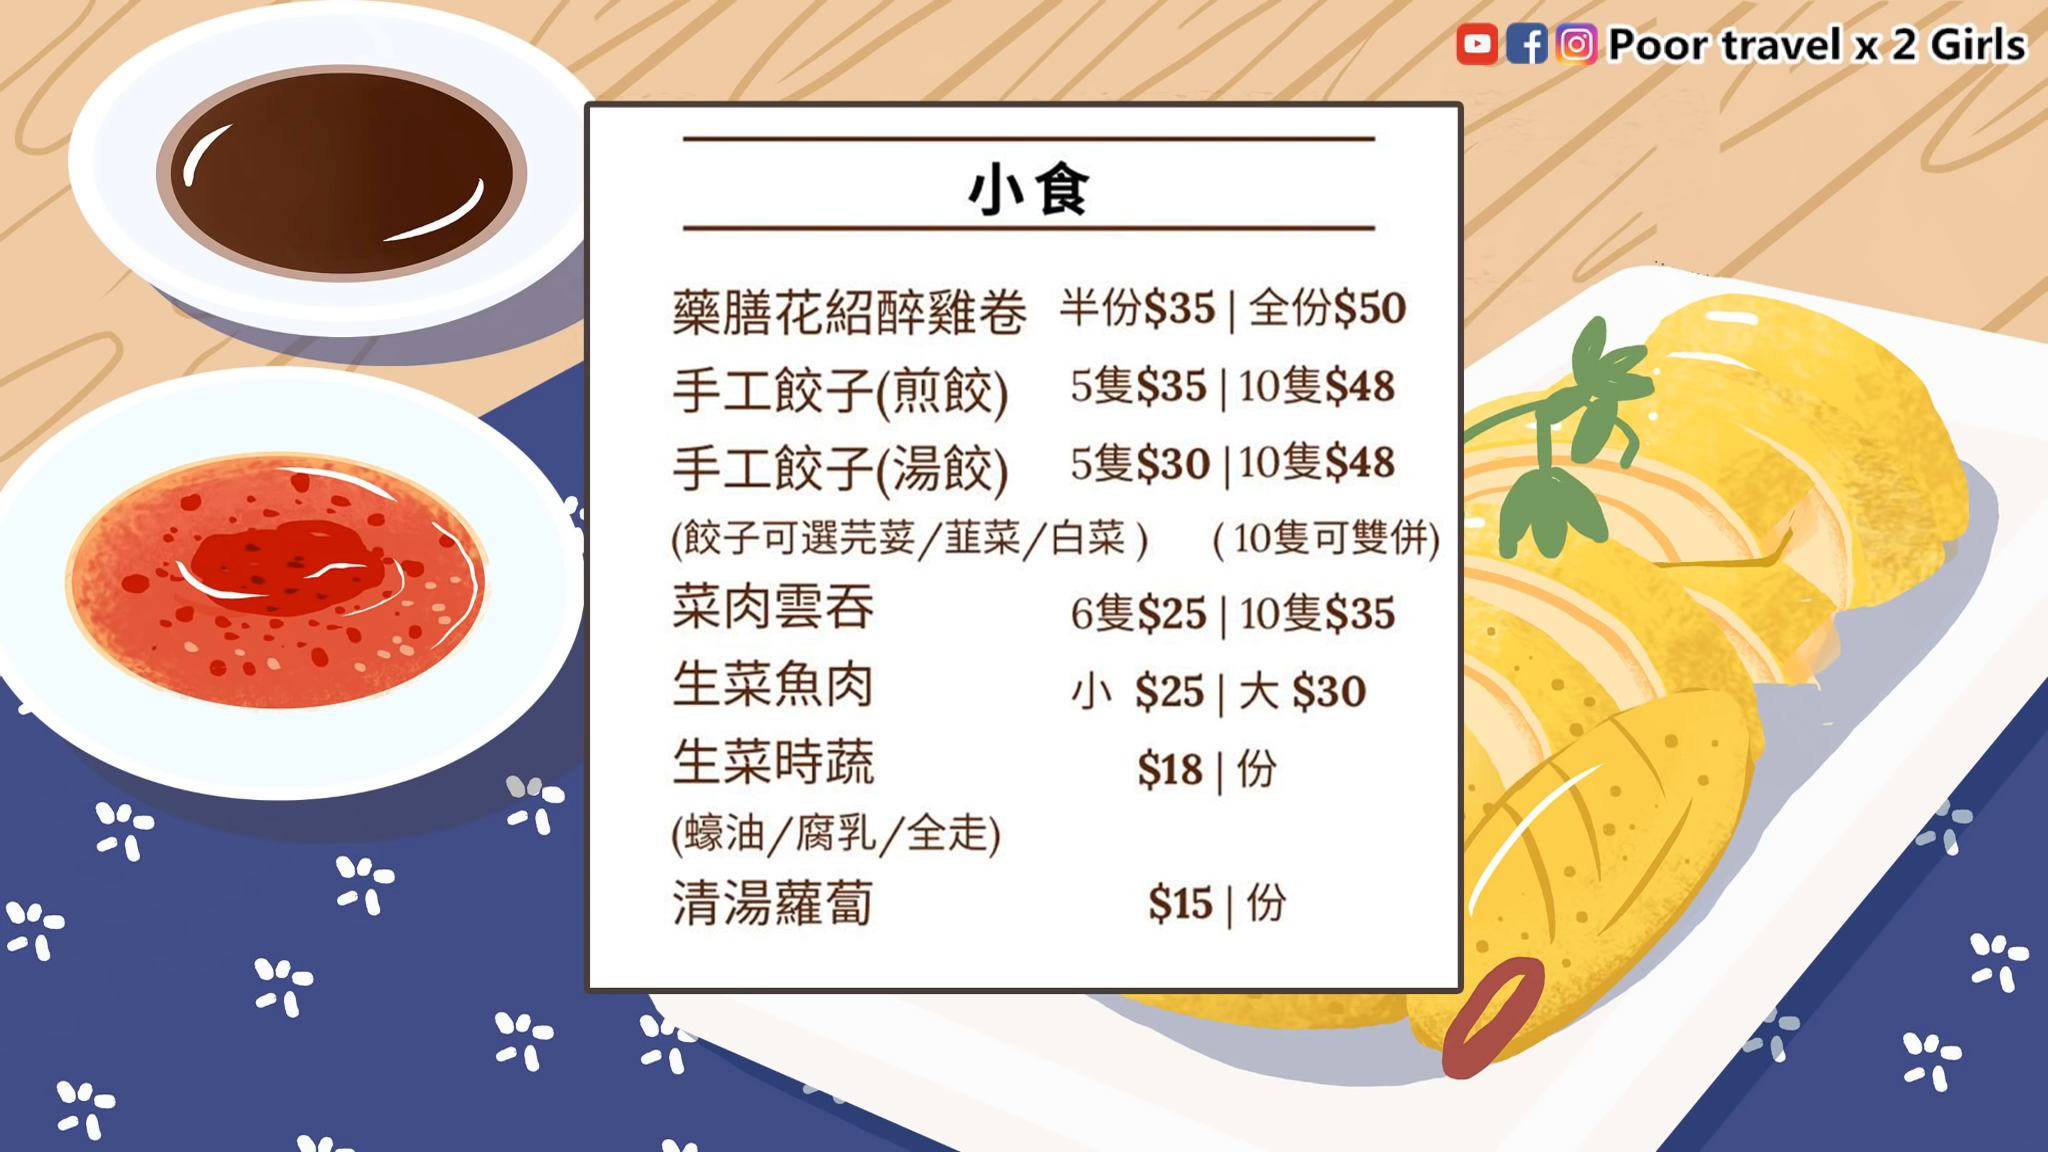 Poor travel x 2 Girls
小食
藥膳花紹醉雞卷 半份$35 | 全份$50
手工餃子(煎餃) 5隻$35 | 10隻$48
手工餃子(湯餃) 5隻$30 | 10隻$48
(餃子可選芫荽/韮菜/白菜 ) ( 10隻可雙併)
菜肉雲吞 6隻$25 | 10隻$35
生菜魚肉 小 $25 | 大 $30
生菜時蔬 $18 | 份
(蠔油/腐乳/全走)
清湯蘿蔔 $15 | 份